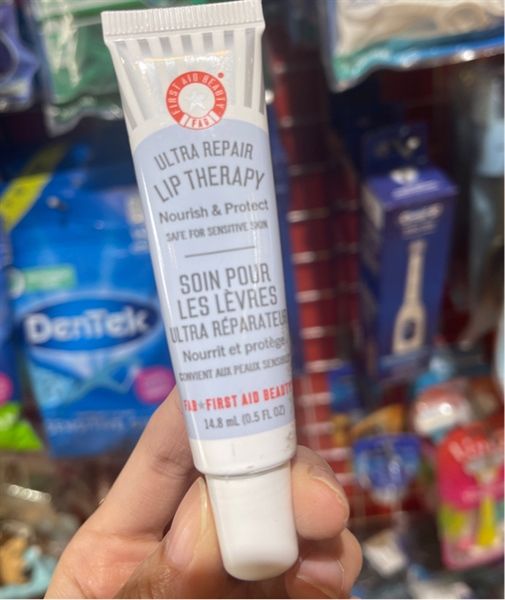 FIRST AID BEAUTY
FAB
ULTRA REPAIR
LIP THERAPY
Nourish & Protect
SAFE FOR SENSITIVE SKIN
SOIN POUR
LES LÈVRES
ULTRA RÉPARATEUR
Nourrit et protège
CONVIENT AUX PEAUX SENSIBLES
FAB FIRST AID BEAUTY
14.8 mL (0.5 FL OZ)
DenTek